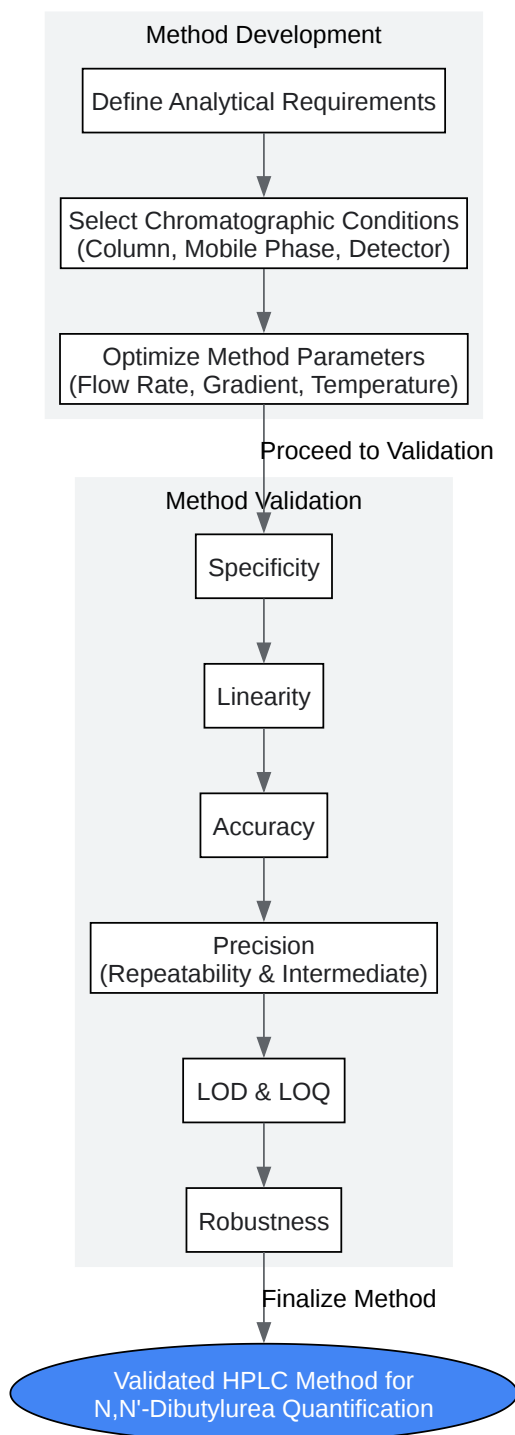 Method Development
Define Analytical Requirements
Select Chromatographic Conditions
(Column, Mobile Phase, Detector)
Optimize Method Parameters
(Flow Rate, Gradient, Temperature)
Proceed to Validation
Method Validation
Specificity
Linearity
Accuracy
Precision
(Repeatability & Intermediate)
LOD & LOQ
Robustness
Finalize Method
Validated HPLC Method for
N,N'-Dibutylurea Quantification